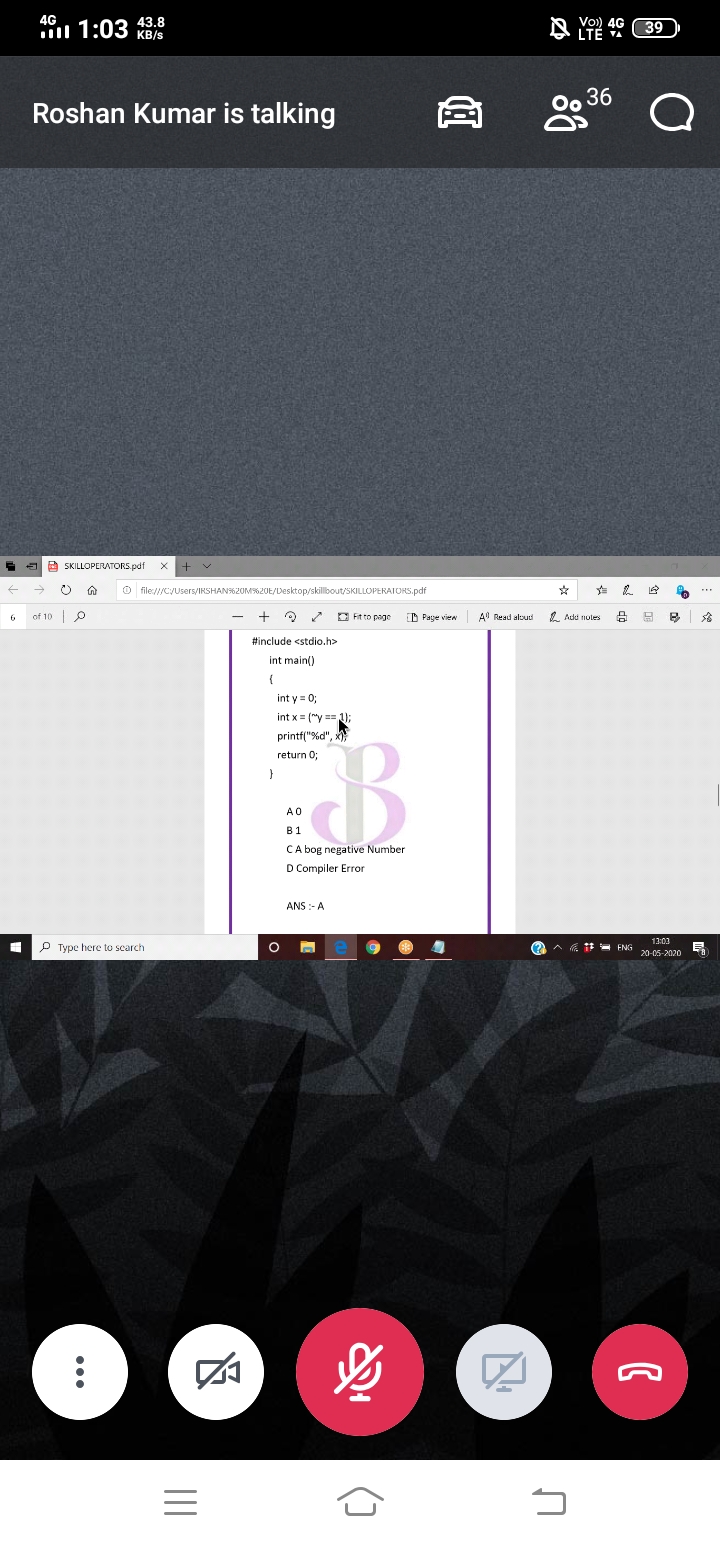 4G 1:03 43.8 KB/s Vo) LTE 4G 39
Roshan Kumar is talking 36
SKILLOPERATORS.pdf
file:///C:/Users/IRSHAN%20M%20E/Desktop/skillbout/SKILLOPERATORS.pdf
6 of 10 Fit to page Page view Read aloud Add notes
#include <stdio.h>
int main()
{
int y = 0;
int x = (~y == 1);
printf("%d", x);
return 0;
}
A 0
B 1
C A bog negative Number
D Compiler Error
ANS :- A
Type here to search ENG 13:03
20-05-2020